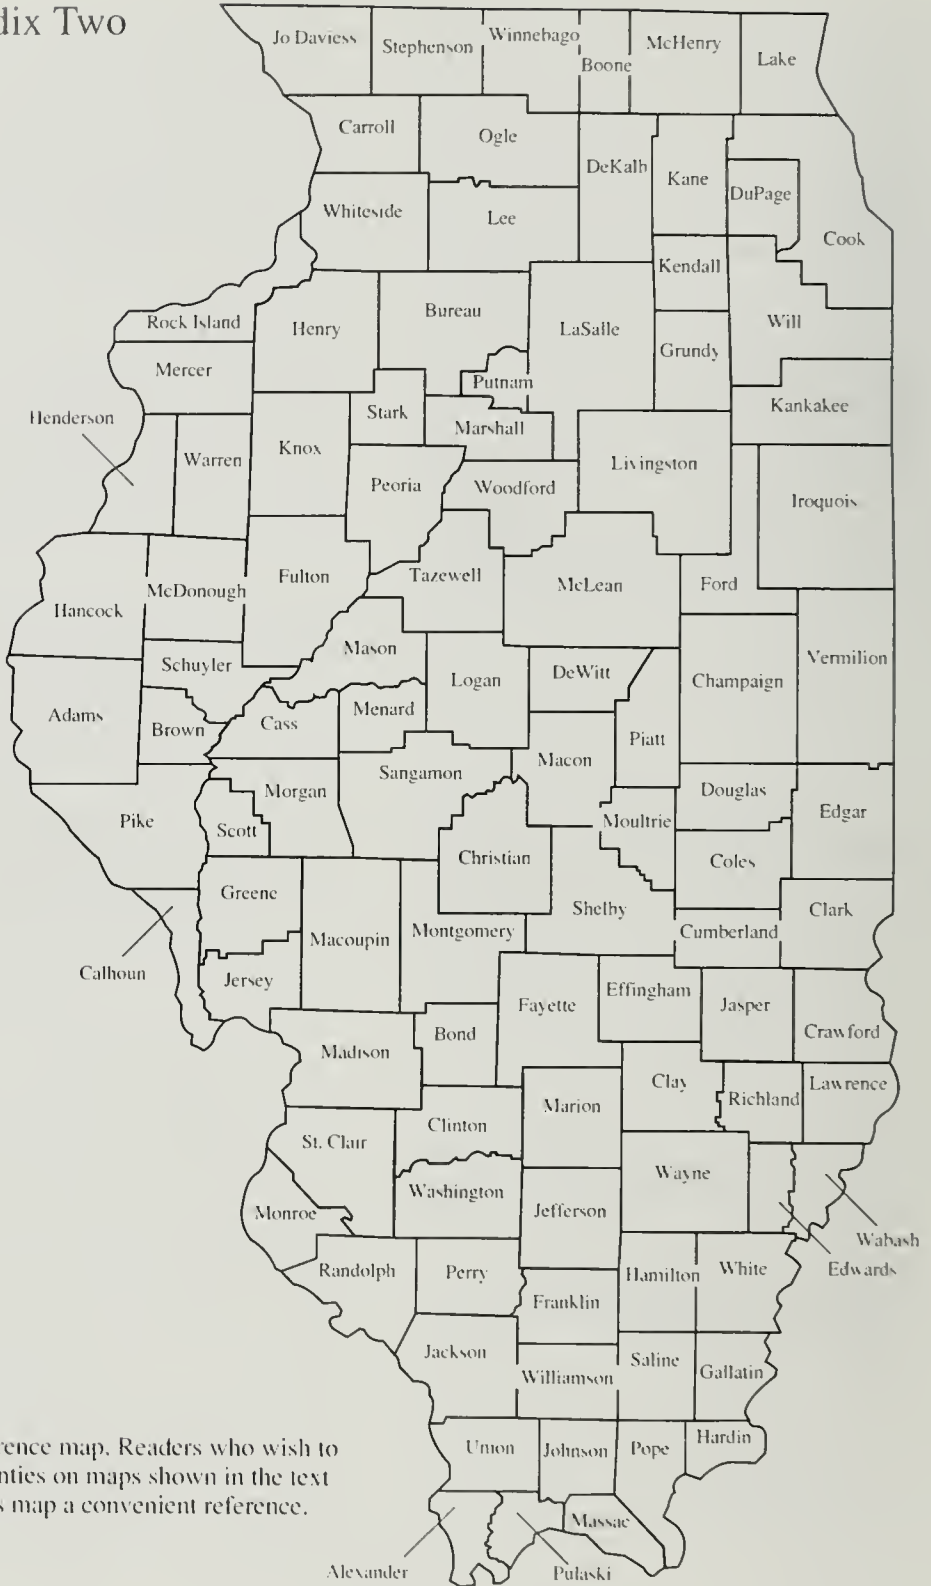 dix Two
Jo Daviess
Stephenson
Winnebago
Boone
McHenry
Lake
Carroll
Ogle
DeKalb
Kane
DuPage
Cook
Whiteside
Lee
Kendall
Rock Island
Henry
Bureau
LaSalle
Will
Grundy
Mercer
Putnam
Kankakee
Henderson
Stark
Marshall
Warren
Knox
Livingston
Peoria
Woodford
Iroquois
Hancock
McDonough
Fulton
Tazewell
McLean
Ford
Mason
Schuyler
Logan
DeWitt
Champaign
Vermilion
Adams
Brown
Cass
Menard
Piatt
Macon
Sangamon
Morgan
Douglas
Edgar
Pike
Scott
Moultrie
Christian
Coles
Greene
Shelby
Clark
Macoupin
Montgomery
Cumberland
Calhoun
Jersey
Fayette
Effingham
Jasper
Crawford
Madison
Bond
Clay
Richland
Lawrence
Marion
Clinton
St. Clair
Wayne
Washington
Jefferson
Monroe
Wabash
Edwards
Randolph
Perry
Hamilton
White
Franklin
Jackson
Williamson
Saline
Gallatin
Union
Johnson
Pope
Hardin
rence map. Readers who wish to
nties on maps shown in the text
s map a convenient reference.
Massac
Alexander
Pulaski